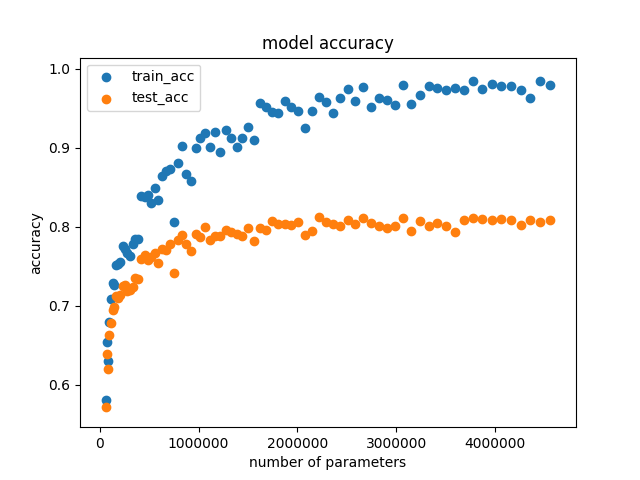 model accuracy
train_acc
test_acc
1.0
0.9
0.8
0.7
0.6
accuracy
0
1000000
2000000
3000000
4000000
number of parameters